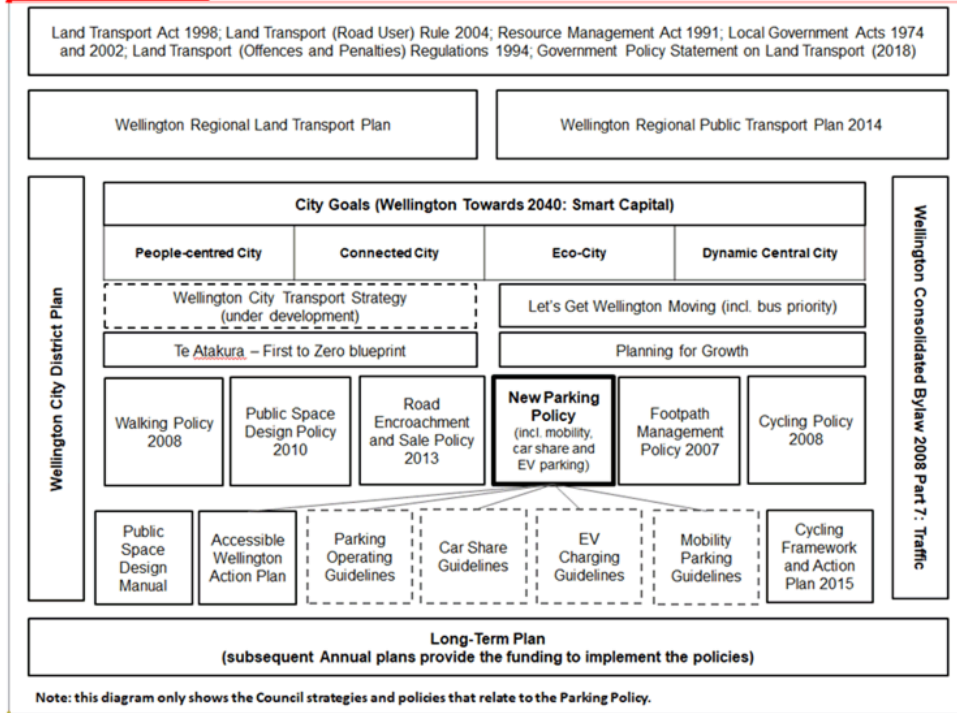 Land Transport Act 1998; Land Transport (Road User) Rule 2004; Resource Management Act 1991; Local Government Acts 1974
and 2002; Land Transport (Offences and Penalties) Regulations 1994; Government Policy Statement on Land Transport (2018)
Wellington Regional Land Transport Plan
Wellington Regional Public Transport Plan 2014
Wellington City District Plan
City Goals (Wellington Towards 2040: Smart Capital)
People-centred City
Connected City
Eco-City
Dynamic Central City
Wellington City Transport Strategy
(under development)
Let's Get Wellington Moving (incl. bus priority)
Te Atakura – First to Zero blueprint
Planning for Growth
Walking Policy
2008
Public Space
Design Policy
2010
Road
Encroachment
and Sale Policy
2013
New Parking
Policy
(incl. mobility,
car share and
EV parking)
Footpath
Management
Policy 2007
Cycling Policy
2008
Public
Space
Design
Manual
Accessible
Wellington
Action Plan
Parking
Operating
Guidelines
Car Share
Guidelines
EV
Charging
Guidelines
Mobility
Parking
Guidelines
Cycling
Framework
and Action
Plan 2015
Wellington Consolidated Bylaw 2008 Part 7: Traffic
Long-Term Plan
(subsequent Annual plans provide the funding to implement the policies)
Note: this diagram only shows the Council strategies and policies that relate to the Parking Policy.